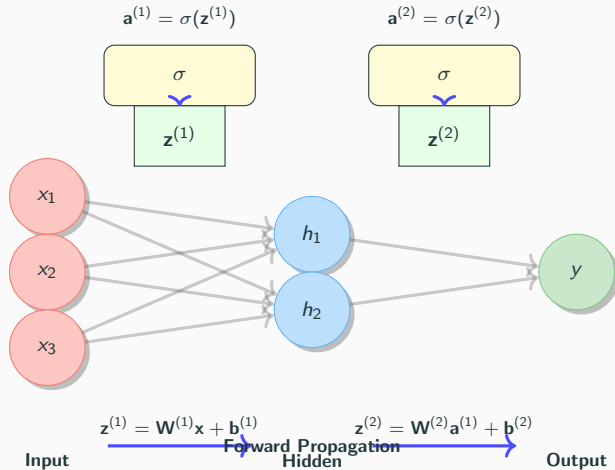 𝐚⁽¹⁾ = σ(𝐳⁽¹⁾)
𝐚⁽²⁾ = σ(𝐳⁽²⁾)
σ
σ
𝐳⁽¹⁾
𝐳⁽²⁾
x₁
h₁
x₂
y
h₂
x₃
𝐳⁽¹⁾ = 𝐖⁽¹⁾𝐱 + 𝐛⁽¹⁾
𝐳⁽²⁾ = 𝐖⁽²⁾𝐚⁽¹⁾ + 𝐛⁽²⁾
Forward Propagation
Input
Hidden
Output